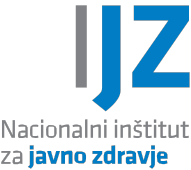 IJZ
Nacionalni inštitut
za javno zdravje